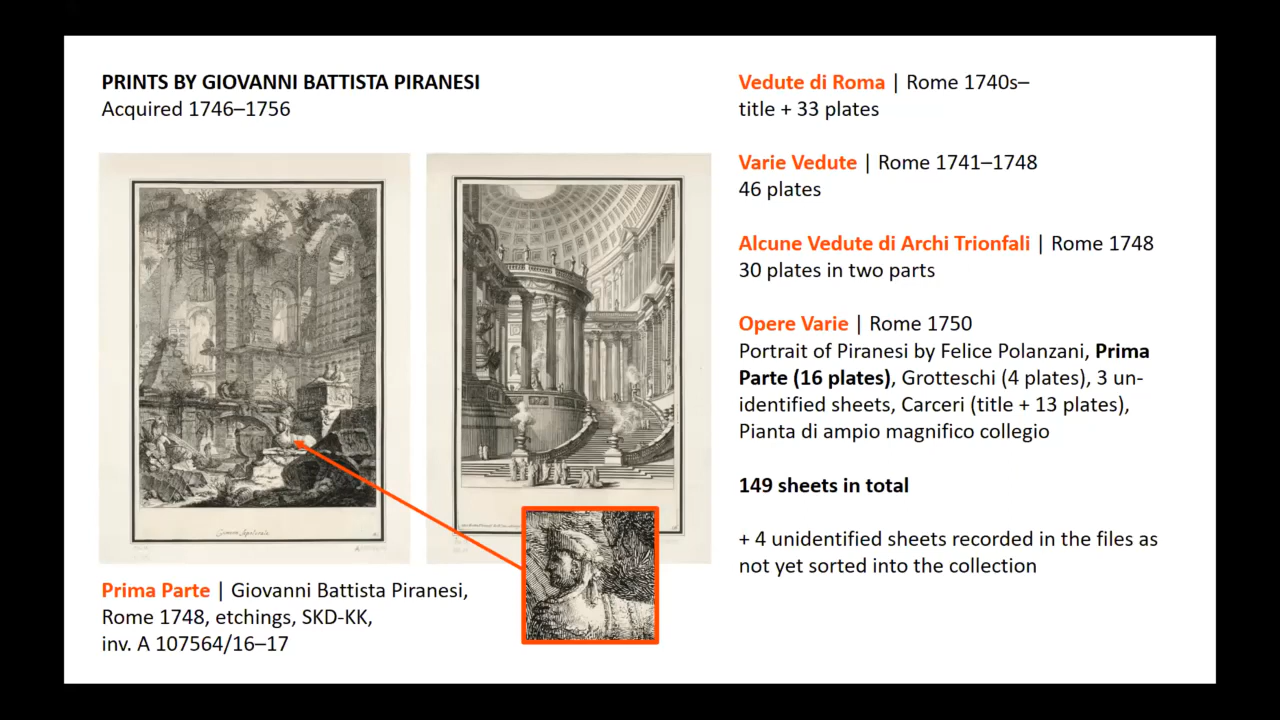 PRINTS BY GIOVANNI BATTISTA PIRANESI
Acquired 1746–1756
Prima Parte | Giovanni Battista Piranesi,
Rome 1748, etchings, SKD-KK,
inv. A 107564/16–17
Vedute di Roma | Rome 1740s–
title + 33 plates
Varie Vedute | Rome 1741–1748
46 plates
Alcune Vedute di Archi Trionfali | Rome 1748
30 plates in two parts
Opere Varie | Rome 1750
Portrait of Piranesi by Felice Polanzani, Prima
Parte (16 plates), Grotteschi (4 plates), 3 un-
identified sheets, Carceri (title + 13 plates),
Pianta di ampio magnifico collegio
149 sheets in total
+ 4 unidentified sheets recorded in the files as
not yet sorted into the collection